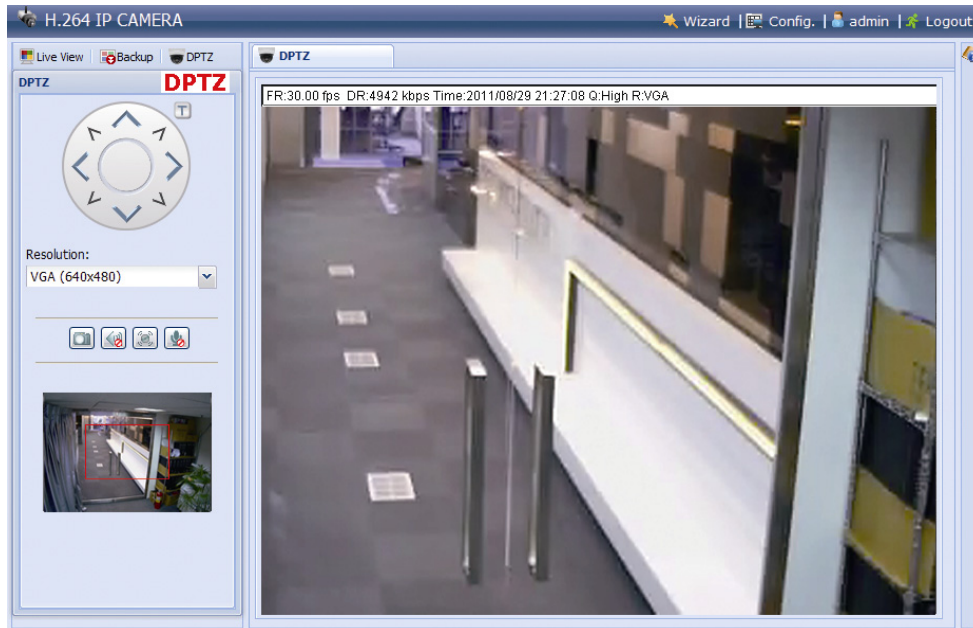 H.264 IP CAMERA
Wizard | Config. | admin | Logout
Live View Backup DPTZ
DPTZ DPTZ
T
Resolution:
VGA (640x480)
DPTZ
FR:30.00 fps DR:4942 kbps Time:2011/08/29 21:27:08 Q:High R:VGA